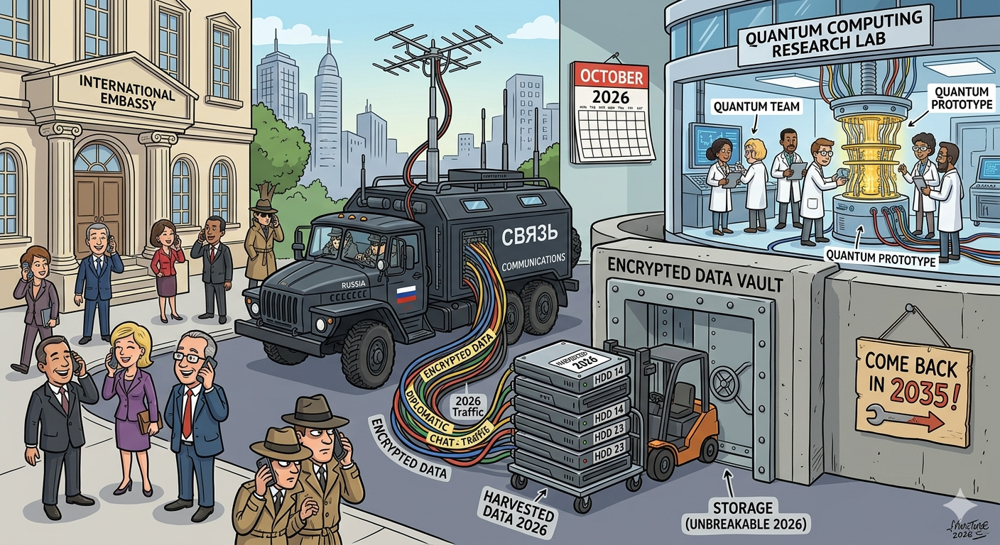 INTERNATIONAL
EMBASSY
OCTOBER
2026
QUANTUM COMPUTING
RESEARCH LAB
QUANTUM TEAM
QUANTUM
PROTOTYPE
QUANTUM PROTOTYPE
RUSSIA
СВЯЗЬ
COMMUNICATIONS
ENCRYPTED DATA VAULT
ENCRYPTED DATA
DIPLOMATIC
CHAT - Traffic
2026
Traffic
ENCRYPTED DATA
HARVESTED
2026
HDD 14
HDD 14
HDD 23
HDD 23
HARVESTED
DATA 2026
STORAGE
(UNBREAKABLE 2026)
COME BACK
IN 2035!
2026